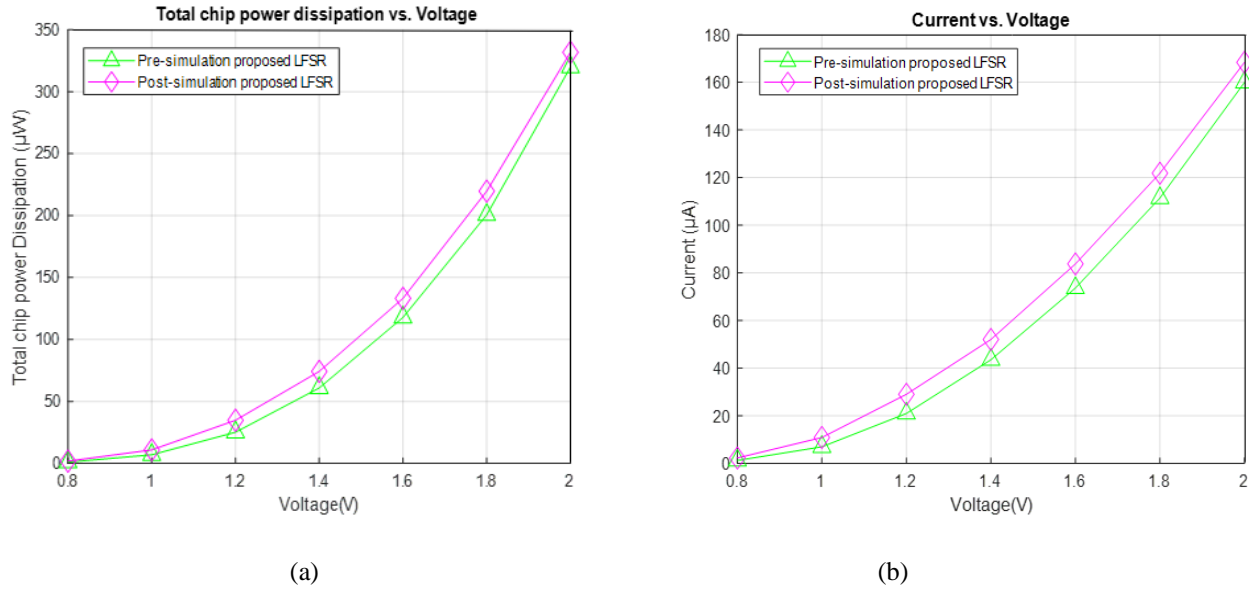 Total chip power dissipation vs. Voltage
Pre-simulation proposed LFSR
Post-simulation proposed LFSR
Total chip power Dissipation (µW)
350
300
250
200
150
100
50
0
0.8 1 1.2 1.4 1.6 1.8 2
Voltage(V)
(a)
Current vs. Voltage
Pre-simulation proposed LFSR
Post-simulation proposed LFSR
Current (µA)
180
160
140
120
100
80
60
40
20
0
0.8 1 1.2 1.4 1.6 1.8 2
Voltage(V)
(b)